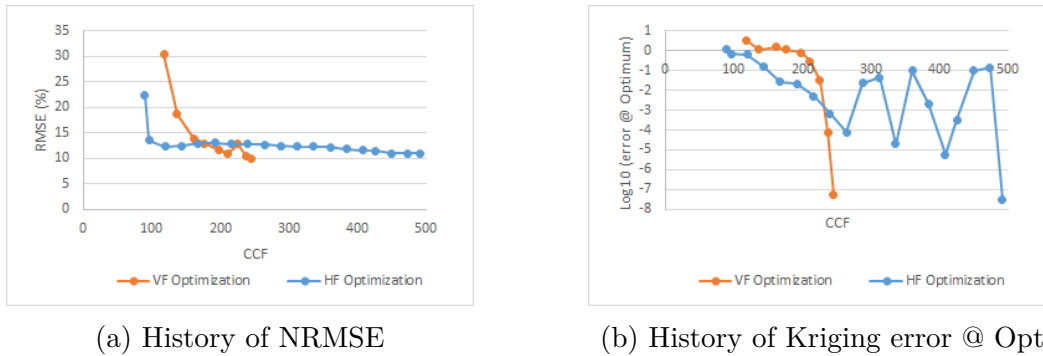 35
30
25
20
15
10
5
0
RMSE (%)
0 100 200 300 400 500
CCF
VF Optimization HF Optimization
(a) History of NRMSE
1
0
-1
-2
-3
-4
-5
-6
-7
-8
Log10 (error @ Optimum)
0 100 200 300 400 500
CCF
VF Optimization HF Optimization
(b) History of Kriging error @ Opt